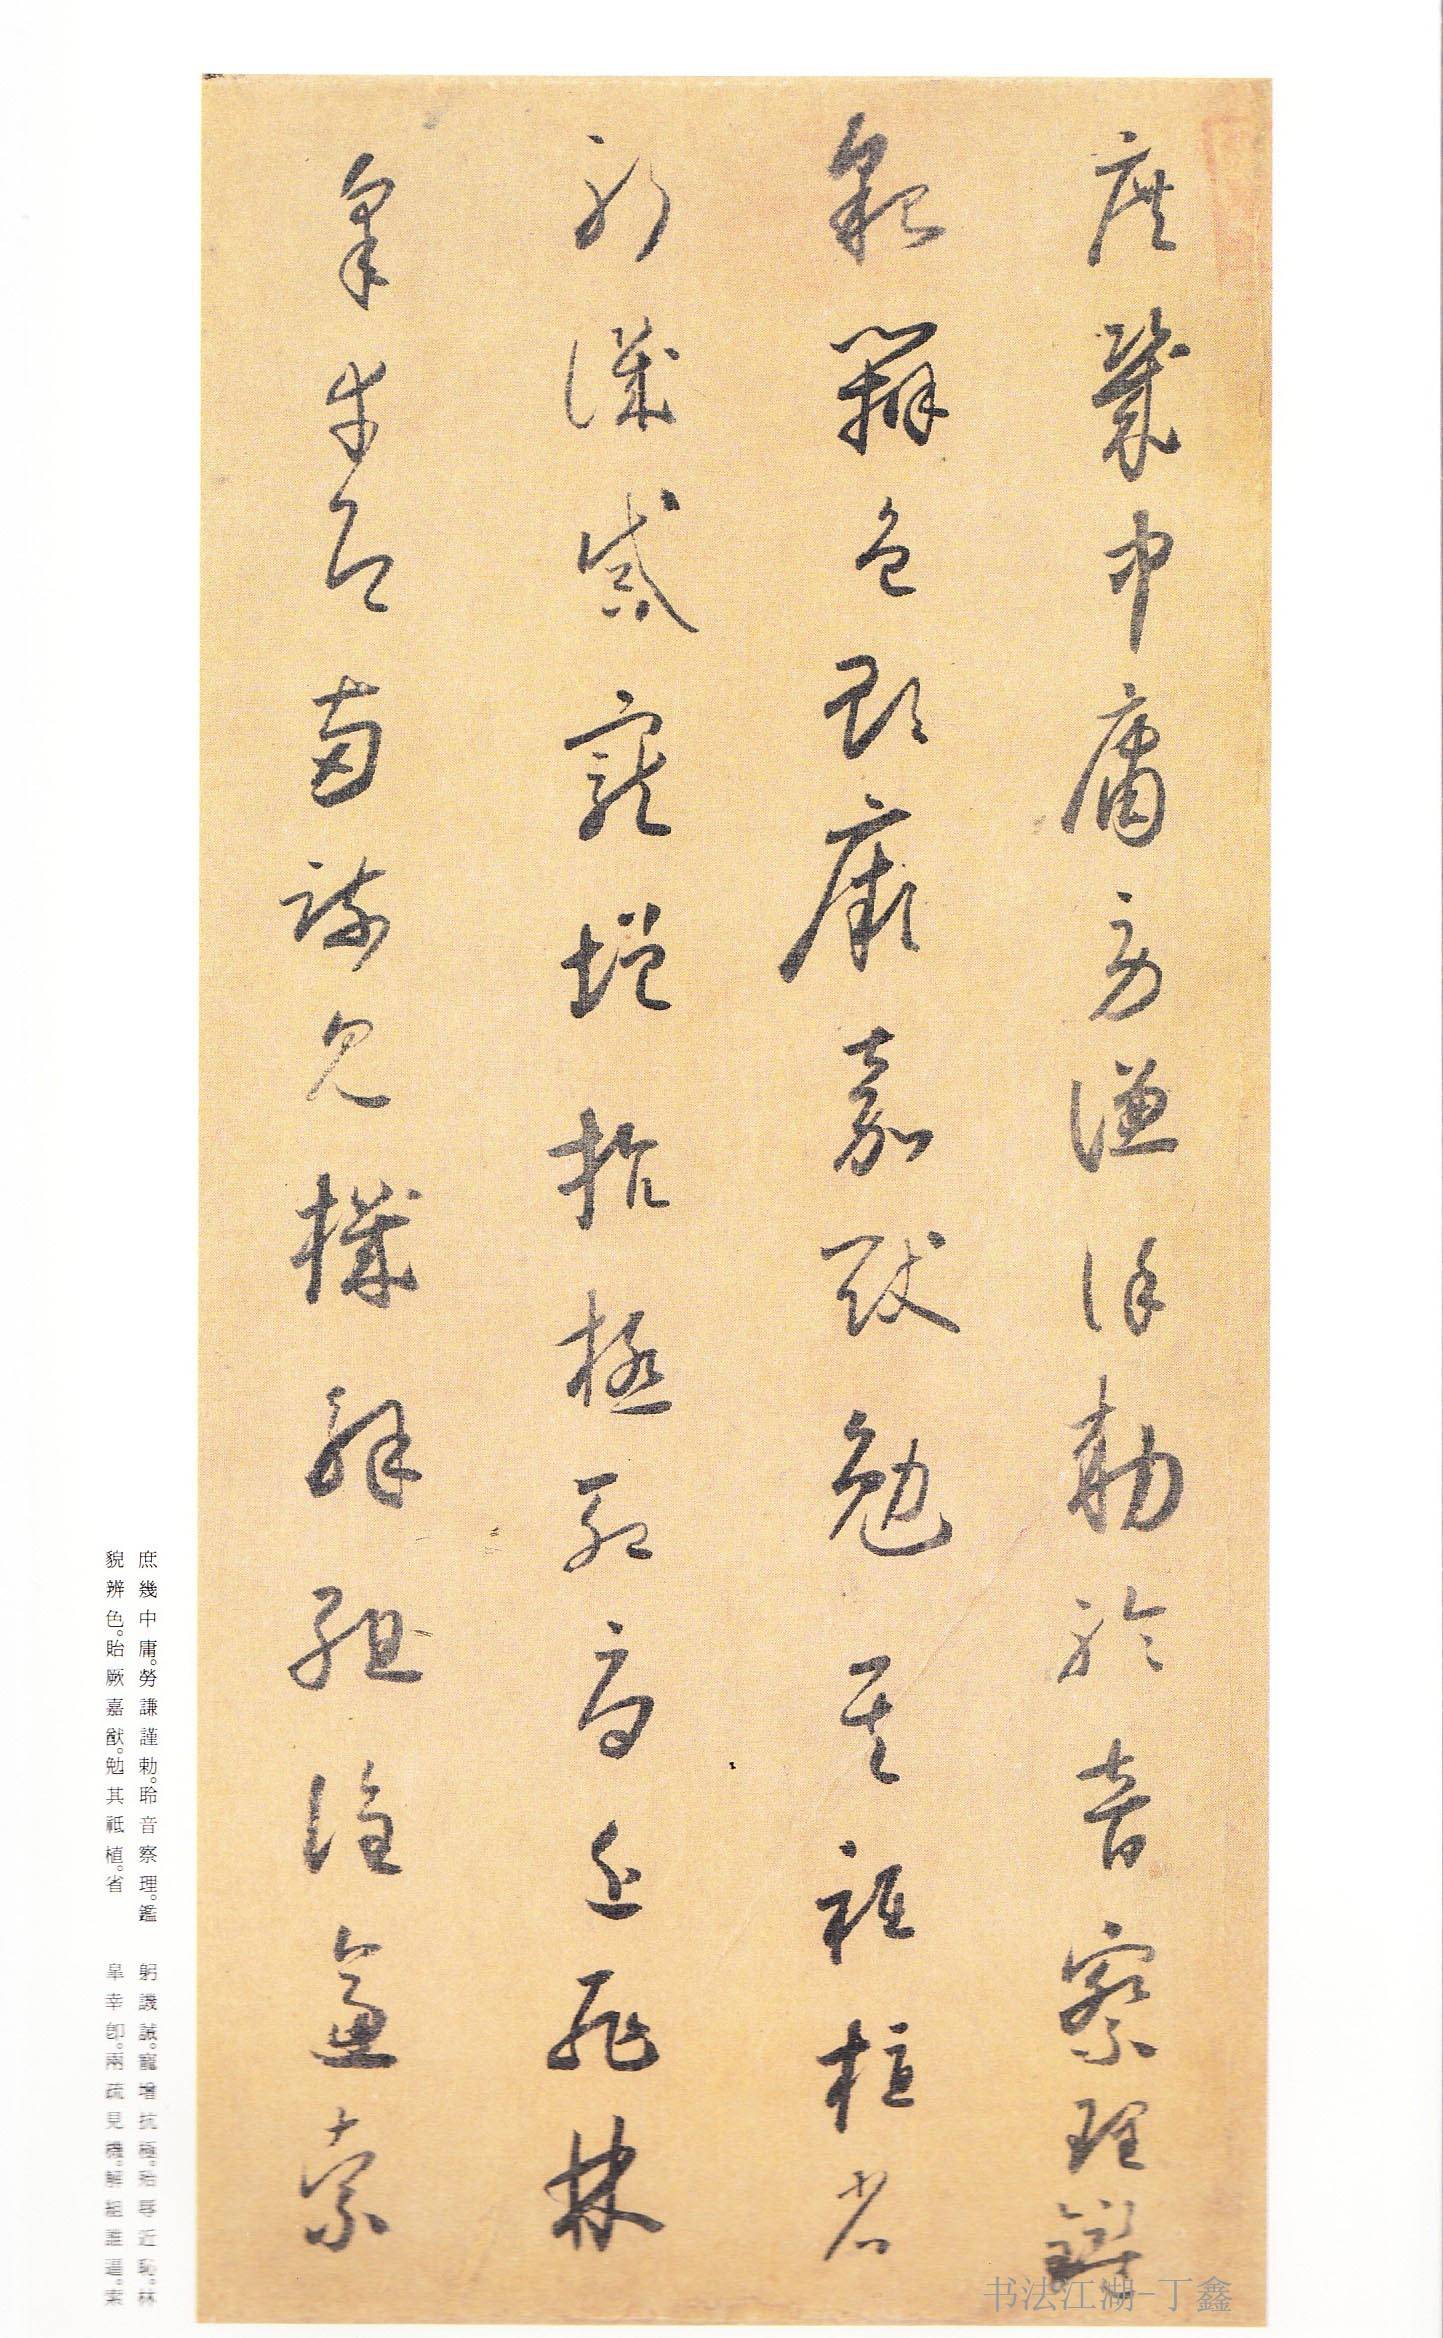 庶幾中庸勞謙謹勅聆音察理鑑
貌辨色貽厥嘉猷勉其祗植省
躬譏誡寵增抗極殆辱近恥林
皐幸即兩疏見機解組誰逼索
庶幾中庸。勞謙謹勅。聆音察理。鑑
貌辨色。貽厥嘉猷。勉其祗植。省
躬譏誡。寵增抗極。殆辱近恥。林
皐幸卽。兩疏見機。解組誰逼。索
书法江湖-丁鑫